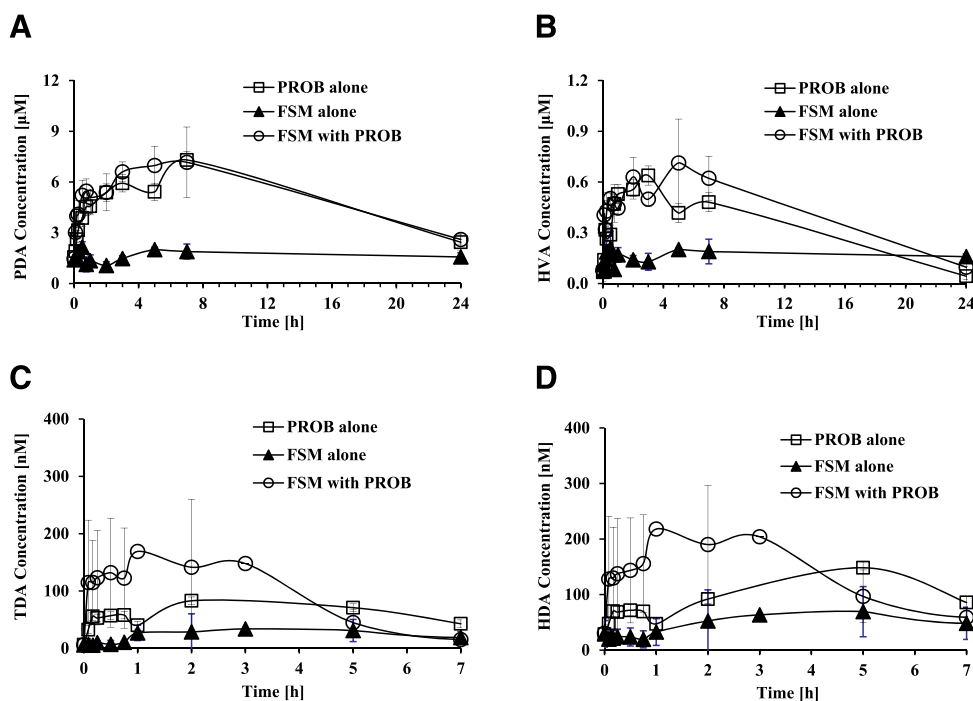 A
PDA Concentration [µM]
12
9
6
3
0
0 4 8 12 16 20 24
Time [h]
PROB alone
FSM alone
FSM with PROB
B
HVA Concentration [µM]
1.2
0.9
0.6
0.3
0.0
0 4 8 12 16 20 24
Time [h]
PROB alone
FSM alone
FSM with PROB
C
TDA Concentration [nM]
400
300
200
100
0
0 1 2 3 4 5 6 7
Time [h]
PROB alone
FSM alone
FSM with PROB
D
HDA Concentration [nM]
400
300
200
100
0
0 1 2 3 4 5 6 7
Time [h]
PROB alone
FSM alone
FSM with PROB